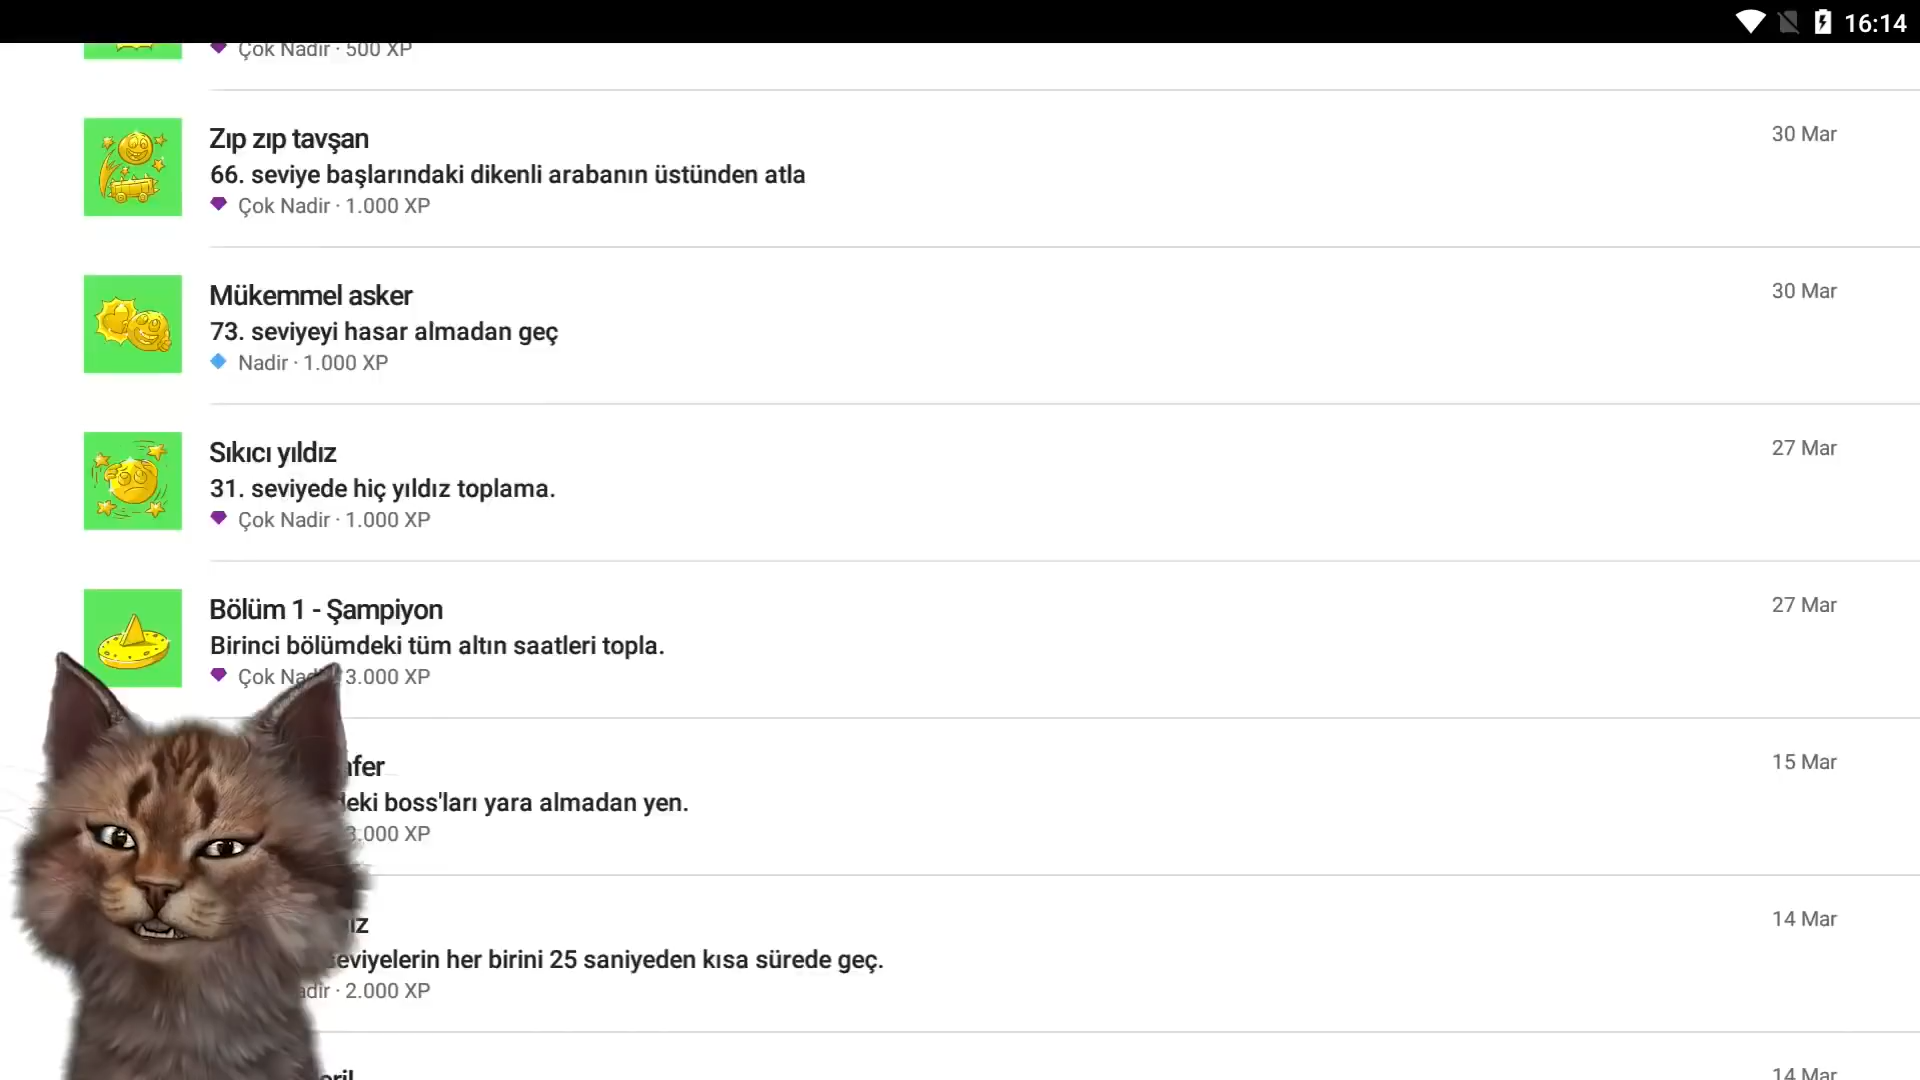 16:14
Çok Nadir · 500 XP
Zıp zıp tavşan
30 Mar
66. seviye başlarındaki dikenli arabanın üstünden atla
Çok Nadir · 1.000 XP
Mükemmel asker
30 Mar
73. seviyeyi hasar almadan geç
Nadir · 1.000 XP
Sıkıcı yıldız
27 Mar
31. seviyede hiç yıldız toplama.
Çok Nadir · 1.000 XP
Bölüm 1 - Şampiyon
27 Mar
Birinci bölümdeki tüm altın saatleri topla.
Çok 3.000 XP
15 Mar
boss'ları yara almadan yen.
XP
14 Mar
her birini 25 saniyeden kısa sürede geç.
· 2.000 XP
14 Mar